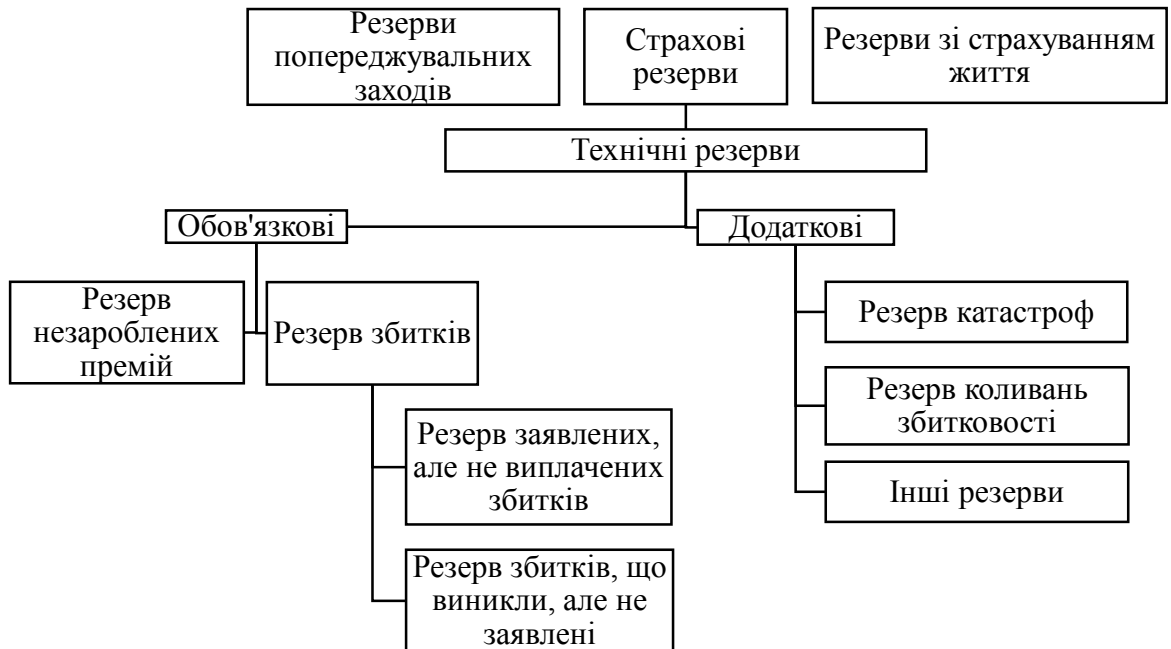 Резерви
попереджувальних
заходів
Страхові
резерви
Резерви зі страхуванням
життя
Технічні резерви
Обов'язкові
Додаткові
Резерв
незароблених
премій
Резерв збитків
Резерв катастроф
Резерв коливань
збитковості
Резерв заявлених,
але не виплачених
збитків
Інші резерви
Резерв збитків, що
виникли, але не
заявлені